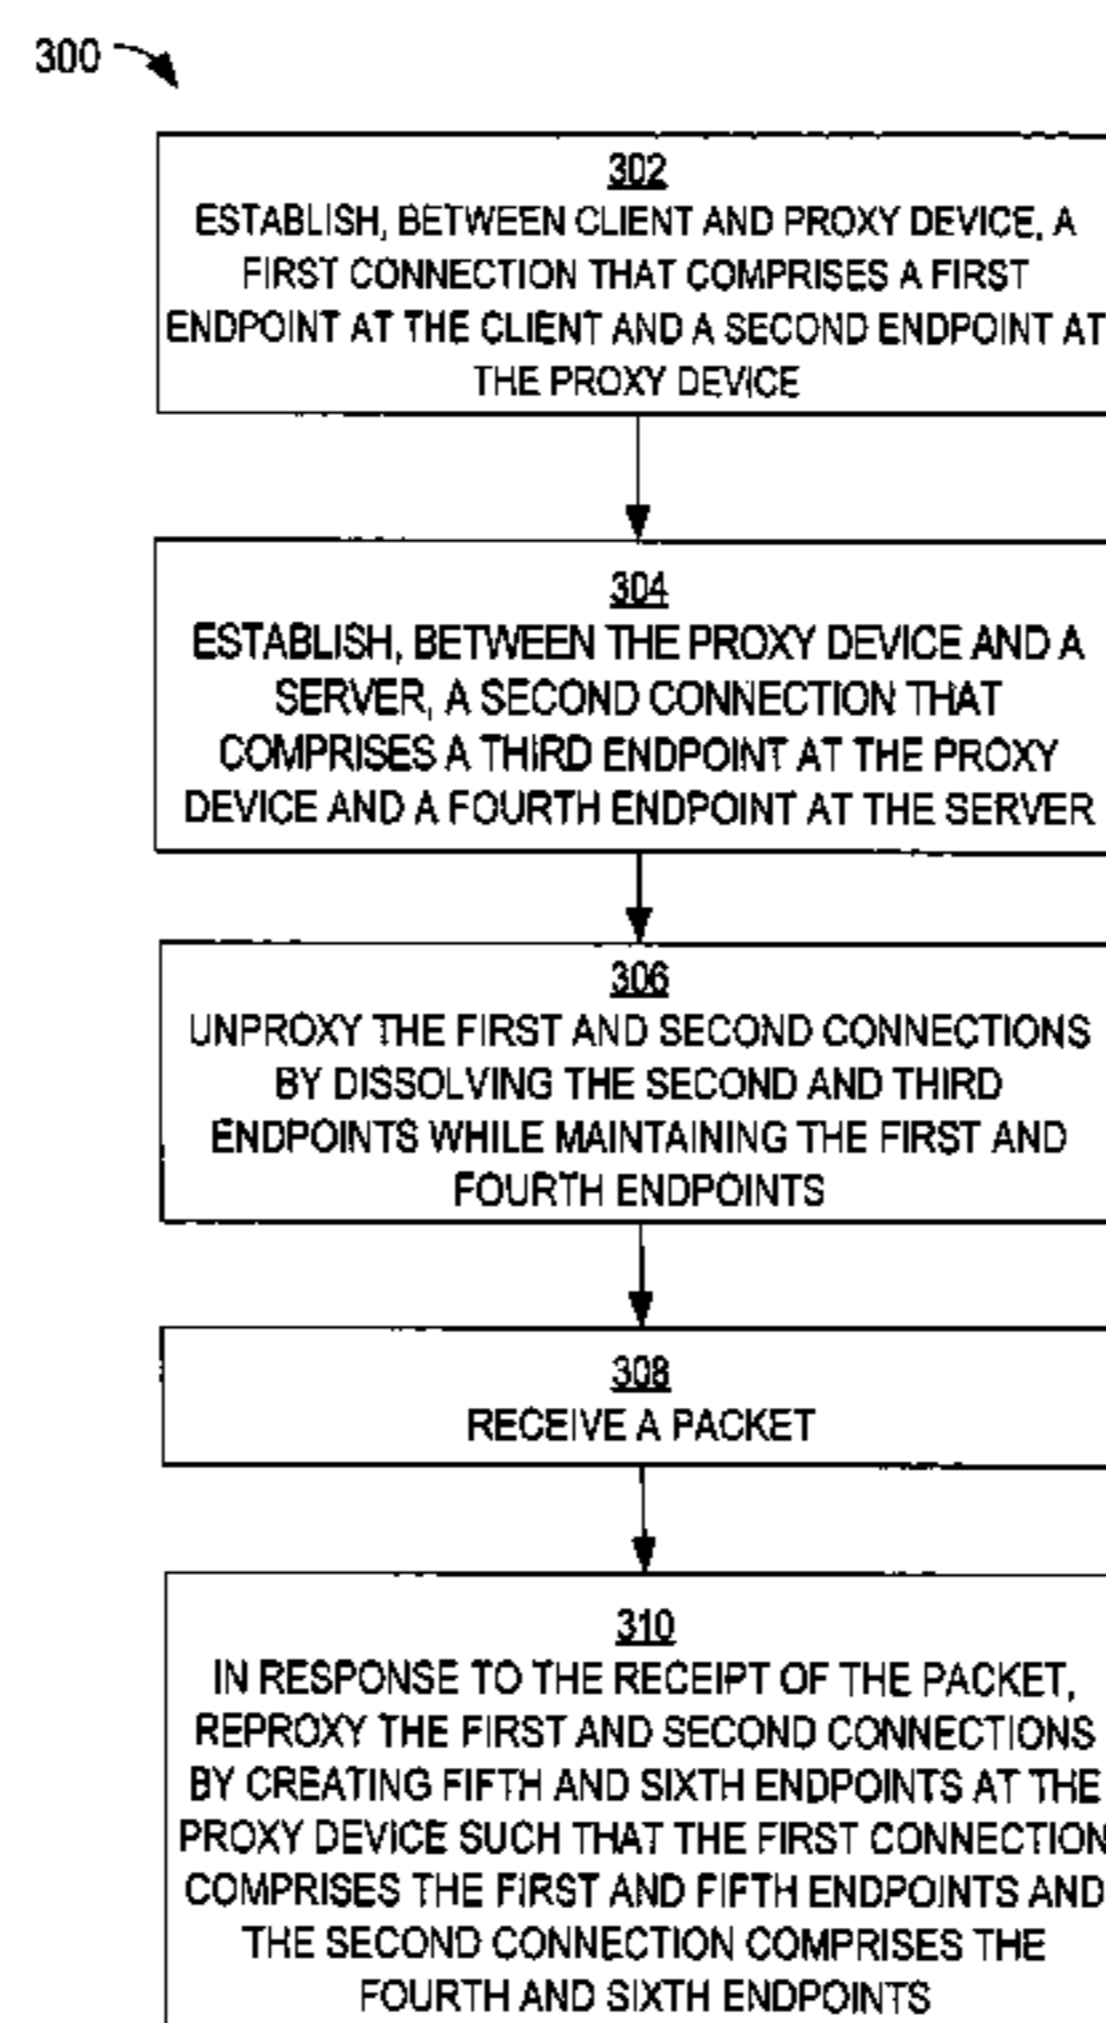 300
302
ESTABLISH, BETWEEN CLIENT AND PROXY DEVICE, A
FIRST CONNECTION THAT COMPRISES A FIRST
ENDPOINT AT THE CLIENT AND A SECOND ENDPOINT AT
THE PROXY DEVICE
304
ESTABLISH, BETWEEN THE PROXY DEVICE AND A
SERVER, A SECOND CONNECTION THAT
COMPRISES A THIRD ENDPOINT AT THE PROXY
DEVICE AND A FOURTH ENDPOINT AT THE SERVER
306
UNPROXY THE FIRST AND SECOND CONNECTIONS
BY DISSOLVING THE SECOND AND THIRD
ENDPOINTS WHILE MAINTAINING THE FIRST AND
FOURTH ENDPOINTS
308
RECEIVE A PACKET
310
IN RESPONSE TO THE RECEIPT OF THE PACKET,
REPROXY THE FIRST AND SECOND CONNECTIONS
BY CREATING FIFTH AND SIXTH ENDPOINTS AT THE
PROXY DEVICE SUCH THAT THE FIRST CONNECTION
COMPRISES THE FIRST AND FIFTH ENDPOINTS AND
THE SECOND CONNECTION COMPRISES THE
FOURTH AND SIXTH ENDPOINTS